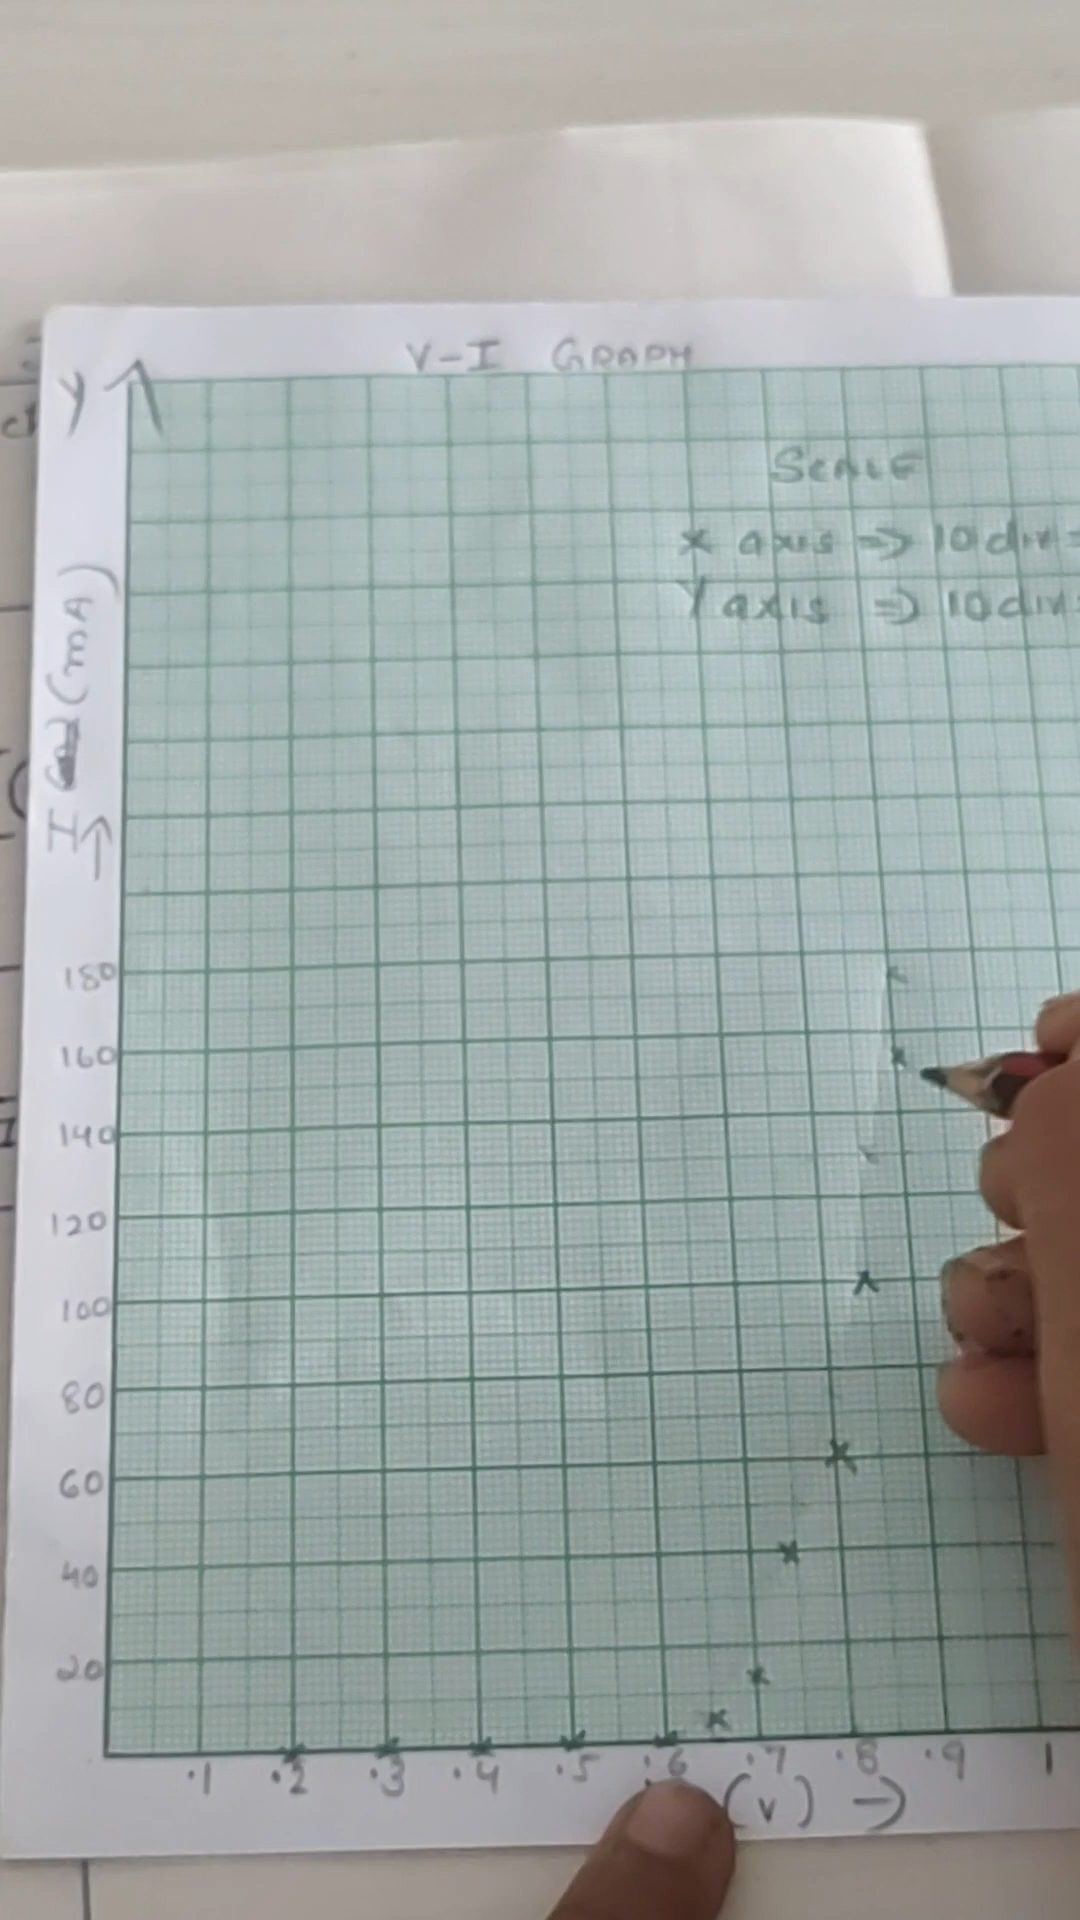 V-I GRAPH
Y
SCALE
X axis => 10 div =
Y axis => 10 div =
I (mA)
180
160
140
120
100
80
60
40
20
.1 .2 .3 .4 .5 .6 .7 .8 .9 1
(V) →